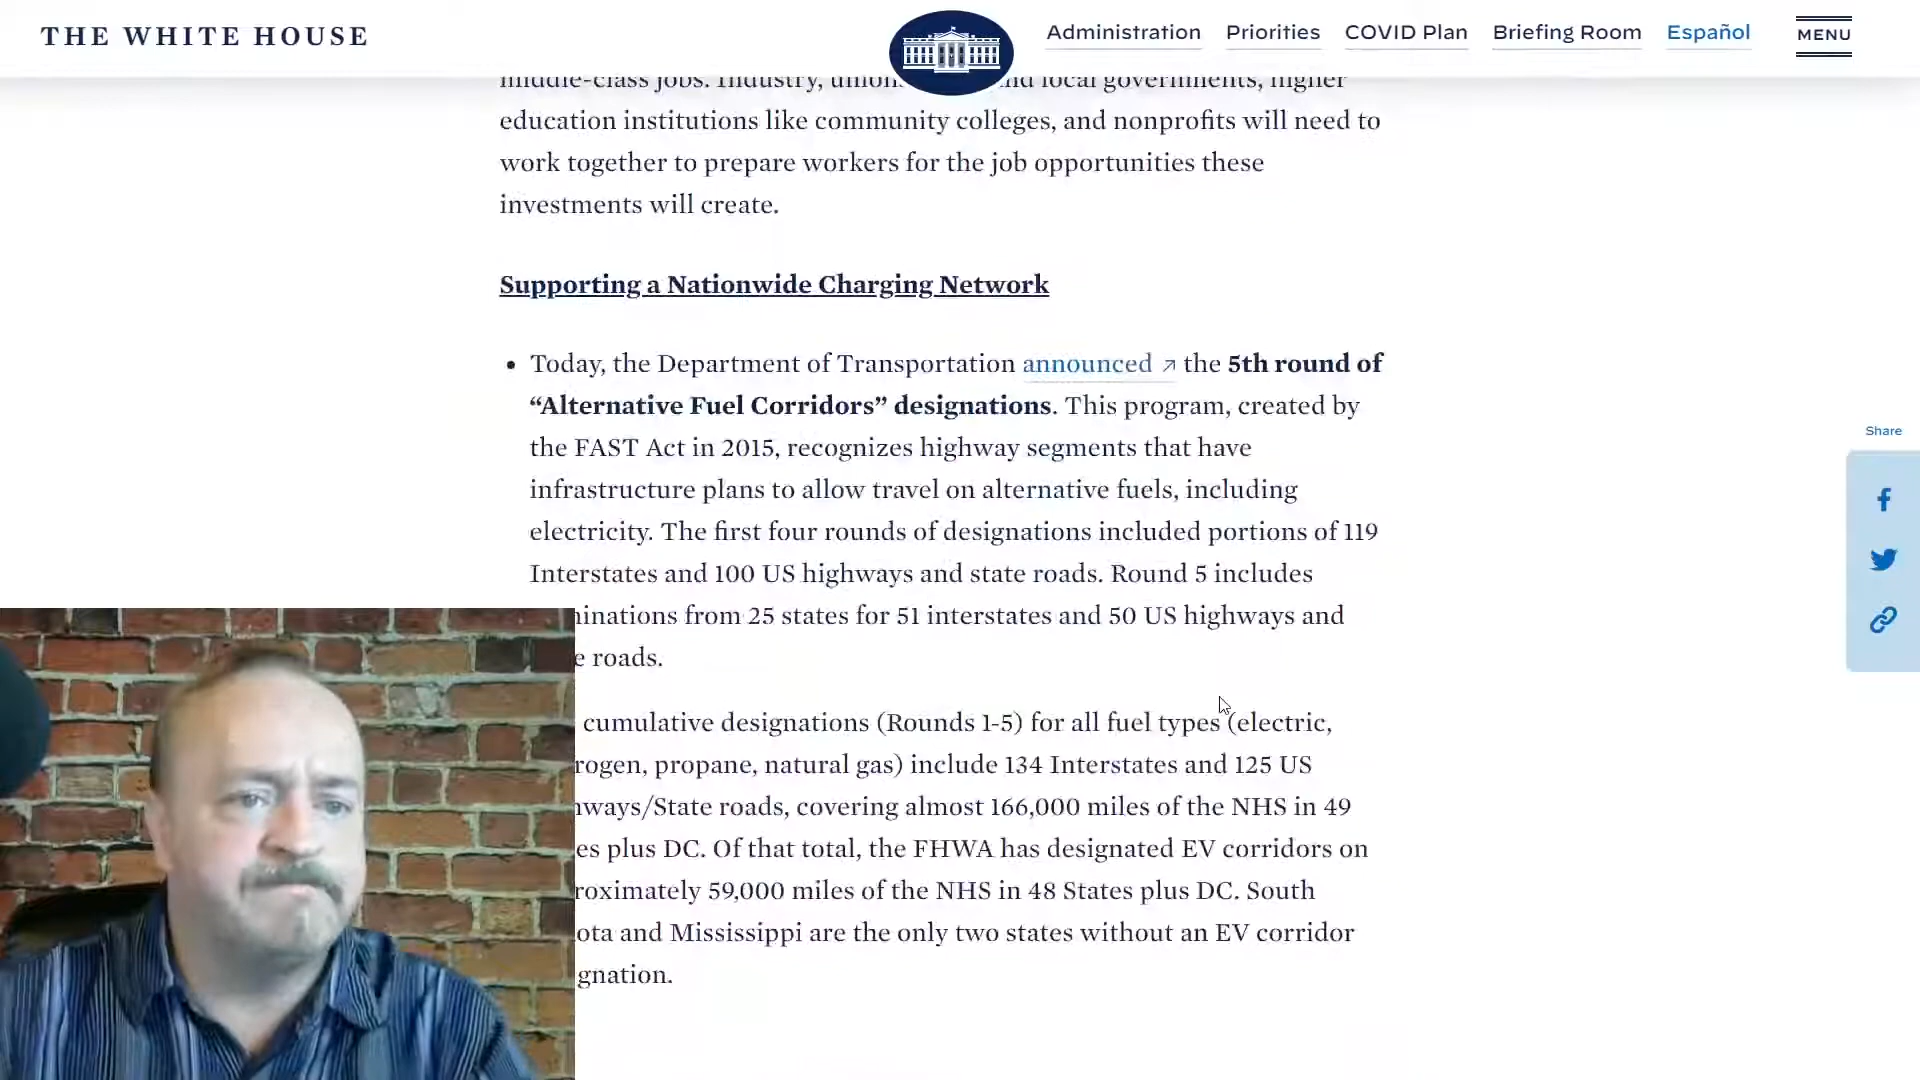 THE WHITE HOUSE
Administration
Priorities
COVID Plan
Briefing Room
Español
MENU
middle-class jobs. Industry, local governments, higher
education institutions like community colleges, and nonprofits will need to
work together to prepare workers for the job opportunities these
investments will create.
Supporting a Nationwide Charging Network
• Today, the Department of Transportation announced ↗ the 5th round of
“Alternative Fuel Corridors” designations. This program, created by
the FAST Act in 2015, recognizes highway segments that have
infrastructure plans to allow travel on alternative fuels, including
electricity. The first four rounds of designations included portions of 119
Interstates and 100 US highways and state roads. Round 5 includes
inations from 25 states for 51 interstates and 50 US highways and
e roads.
cumulative designations (Rounds 1-5) for all fuel types (electric,
rogen, propane, natural gas) include 134 Interstates and 125 US
hways/State roads, covering almost 166,000 miles of the NHS in 49
es plus DC. Of that total, the FHWA has designated EV corridors on
roximately 59,000 miles of the NHS in 48 States plus DC. South
ota and Mississippi are the only two states without an EV corridor
gnation.
Share